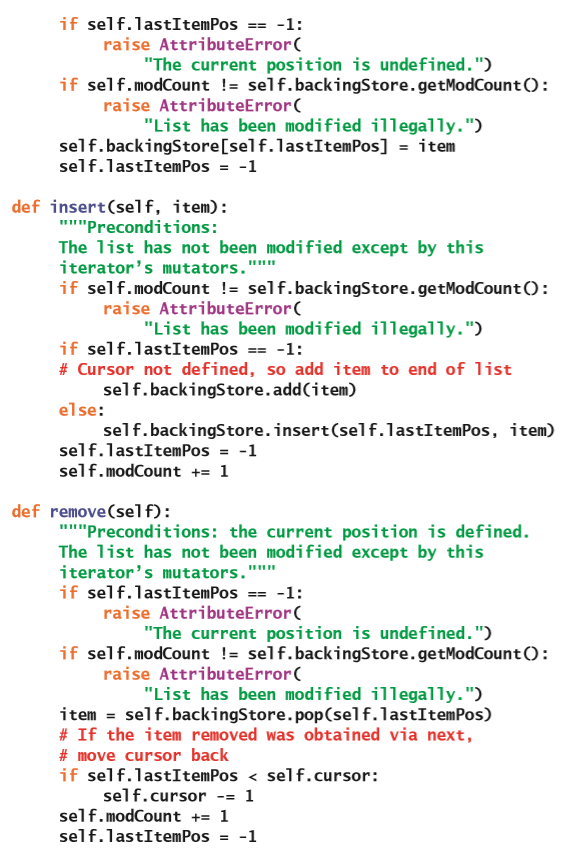 if self.lastItemPos == -1:
raise AttributeError(
"The current position is undefined.")
if self.modCount != self.backingStore.getModCount():
raise AttributeError(
"List has been modified illegally.")
self.backingStore[self.lastItemPos] = item
self.lastItemPos = -1
def insert(self, item):
"""Preconditions:
The list has not been modified except by this
iterator’s mutators."""
if self.modCount != self.backingStore.getModCount():
raise AttributeError(
"List has been modified illegally.")
if self.lastItemPos == -1:
# Cursor not defined, so add item to end of list
self.backingStore.add(item)
else:
self.backingStore.insert(self.lastItemPos, item)
self.lastItemPos = -1
self.modCount += 1
def remove(self):
"""Preconditions: the current position is defined.
The list has not been modified except by this
iterator’s mutators."""
if self.lastItemPos == -1:
raise AttributeError(
"The current position is undefined.")
if self.modCount != self.backingStore.getModCount():
raise AttributeError(
"List has been modified illegally.")
item = self.backingStore.pop(self.lastItemPos)
# If the item removed was obtained via next,
# move cursor back
if self.lastItemPos < self.cursor:
self.cursor -= 1
self.modCount += 1
self.lastItemPos = -1